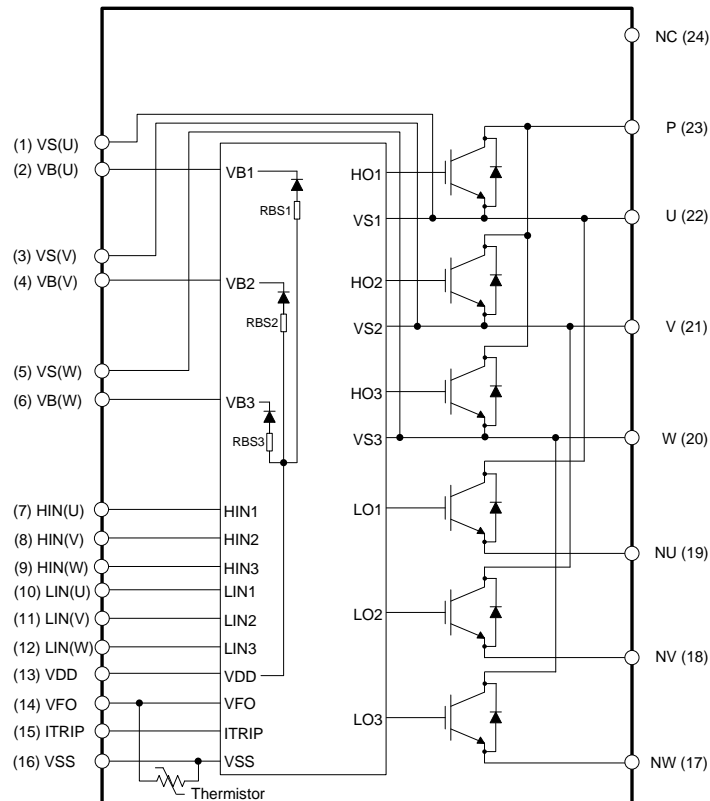 NC (24)
(1) VS(U)
(2) VB(U)
(3) VS(V)
(4) VB(V)
(5) VS(W)
(6) VB(W)
(7) HIN(U)
(8) HIN(V)
(9) HIN(W)
(10) LIN(U)
(11) LIN(V)
(12) LIN(W)
(13) VDD
(14) VFO
(15) ITRIP
(16) VSS
Thermistor
VB1
RBS1
VB2
RBS2
VB3
RBS3
HIN1
HIN2
HIN3
LIN1
LIN2
LIN3
VDD
VFO
ITRIP
VSS
HO1
VS1
HO2
VS2
HO3
VS3
LO1
LO2
LO3
P (23)
U (22)
V (21)
W (20)
NU (19)
NV (18)
NW (17)